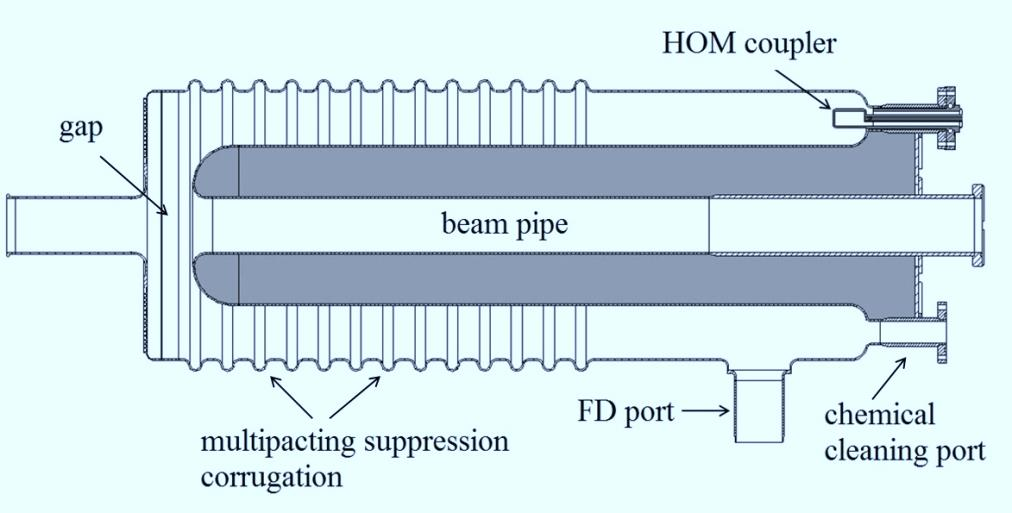 HOM coupler
gap
beam pipe
FD port
chemical
cleaning port
multipacting suppression
corrugation